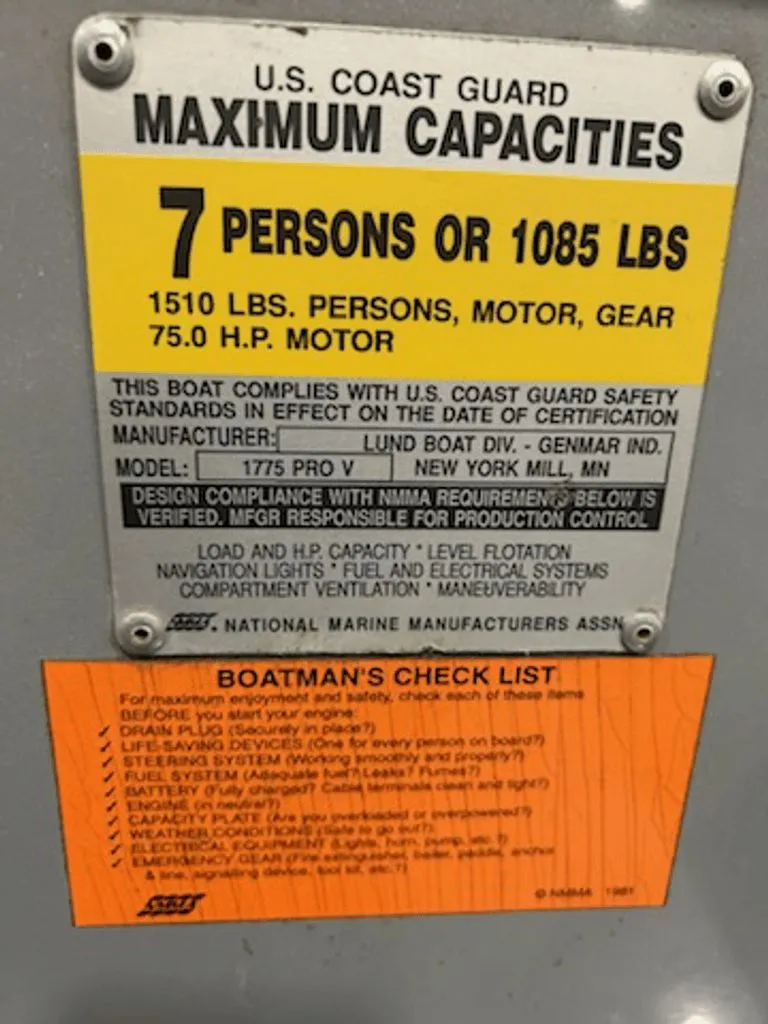 U.S. COAST GUARD
MAXIMUM CAPACITIES
7 PERSONS OR 1085 LBS
1510 LBS. PERSONS, MOTOR, GEAR
75.0 H.P. MOTOR
THIS BOAT COMPLIES WITH U.S. COAST GUARD SAFETY
STANDARDS IN EFFECT ON THE DATE OF CERTIFICATION
MANUFACTURER: LUND BOAT DIV. - GENMAR IND.
MODEL: 1775 PRO V NEW YORK MILL, MN
DESIGN COMPLIANCE WITH NMMA REQUIREMENTS BELOW IS
VERIFIED. MFGR RESPONSIBLE FOR PRODUCTION CONTROL
LOAD AND H.P. CAPACITY * LEVEL FLOTATION
NAVIGATION LIGHTS * FUEL AND ELECTRICAL SYSTEMS
COMPARTMENT VENTILATION * MANEUVERABILITY
. NATIONAL MARINE MANUFACTURERS ASSN
BOATMAN'S CHECK LIST
For maximum enjoyment and safety, check each of these items
BEFORE you start your engine:
✓ DRAIN PLUG (Securely in place?)
✓ LIFE-SAVING DEVICES (One for every person on board?)
✓ STEERING SYSTEM (Working smoothly and properly?)
✓ FUEL SYSTEM (Adequate fuel? Leaks? Fumes?)
✓ BATTERY (Fully charged? Cable terminals clean and tight?)
✓ ENGINE (in neutral?)
✓ CAPACITY PLATE (Are you overloaded or overpowered?)
✓ WEATHER CONDITIONS (Safe to go out?)
✓ ELECTRICAL EQUIPMENT (Lights, horn, pump, etc.?)
✓ EMERGENCY GEAR (Fire extinguisher, bailer, paddle, anchor
& line, signalling device, tool kit, etc.?)
© NMMA 1981